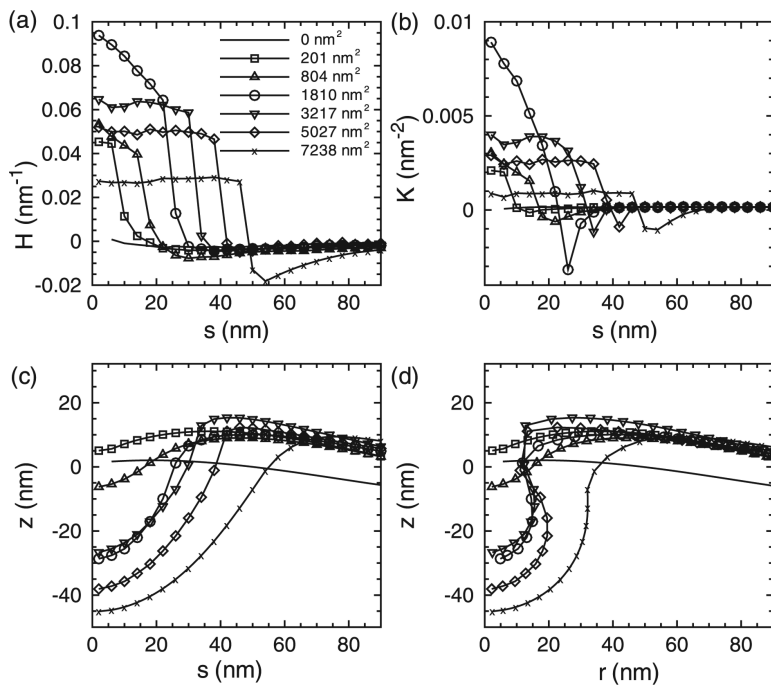 (a)
0.1
0.08
0.06
0.04
0.02
0
-0.02
H (nm⁻¹)
0 nm²
201 nm²
804 nm²
1810 nm²
3217 nm²
5027 nm²
7238 nm²
0 20 40 60 80
s (nm)
(b)
0.01
0.005
0
K (nm⁻²)
0 20 40 60 80
s (nm)
(c)
20
0
-20
-40
z (nm)
0 20 40 60 80
s (nm)
(d)
20
0
-20
-40
z (nm)
0 20 40 60 80
r (nm)